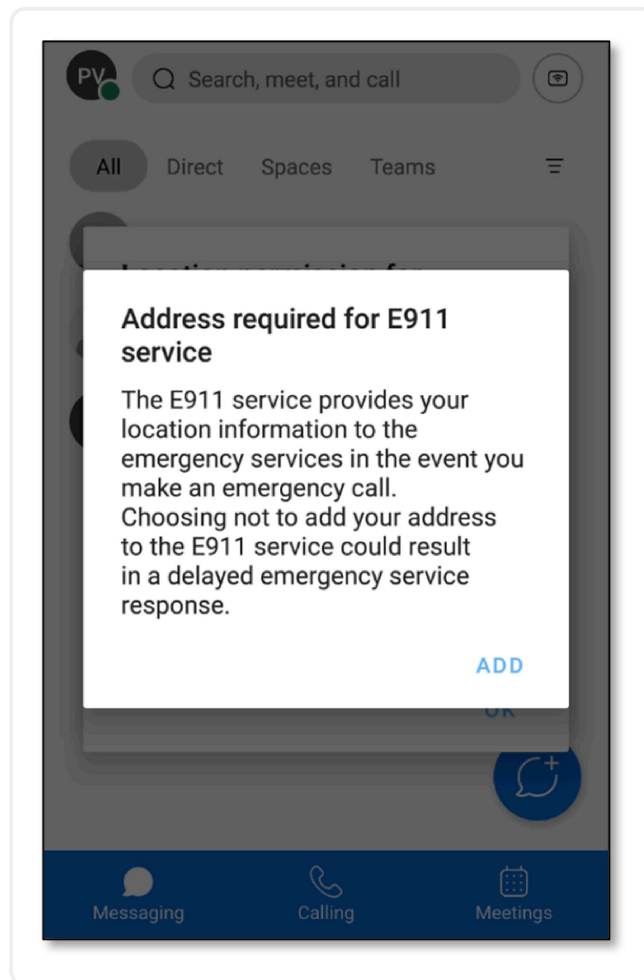 PV
Search, meet, and call
All Direct Spaces Teams
Address required for E911
service
The E911 service provides your
location information to the
emergency services in the event you
make an emergency call.
Choosing not to add your address
to the E911 service could result
in a delayed emergency service
response.
ADD
OK
Messaging Calling Meetings